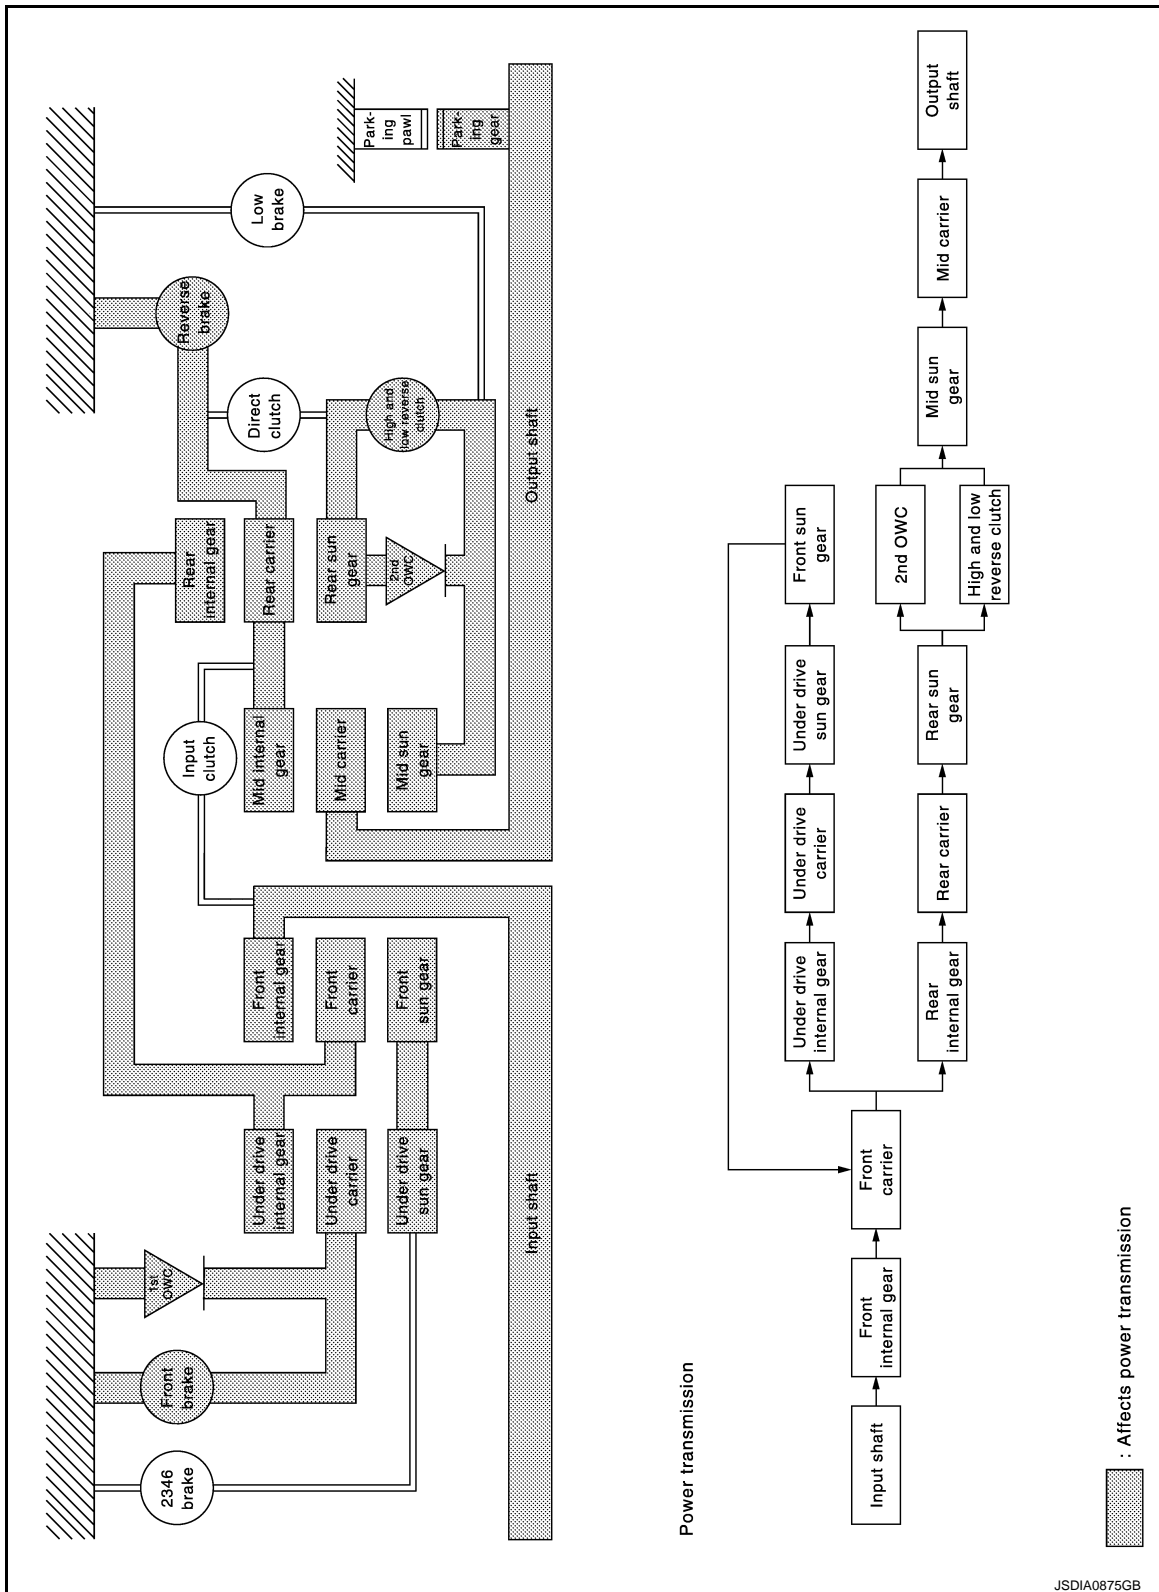 Park-
ing
pawl
Park-
ing
gear
Low
brake
Reverse
brake
Direct
clutch
High and
low reverse
clutch
Output shaft
Rear
internal gear
Rear carrier
Rear sun
gear
2nd
OWC
Input
clutch
Mid internal
gear
Mid carrier
Mid sun
gear
Front
internal gear
Front
carrier
Front
sun gear
Under drive
internal gear
Under drive
carrier
Under drive
sun gear
Input shaft
1st
OWC
Front
brake
2346
brake
Power transmission
Input shaft
Front
internal gear
Front
carrier
Under drive
internal gear
Under drive
carrier
Under drive
sun gear
Front sun
gear
Rear
internal gear
Rear carrier
Rear sun
gear
2nd OWC
High and low
reverse clutch
Mid sun
gear
Mid carrier
Output
shaft
: Affects power transmission
JSDIA0875GB